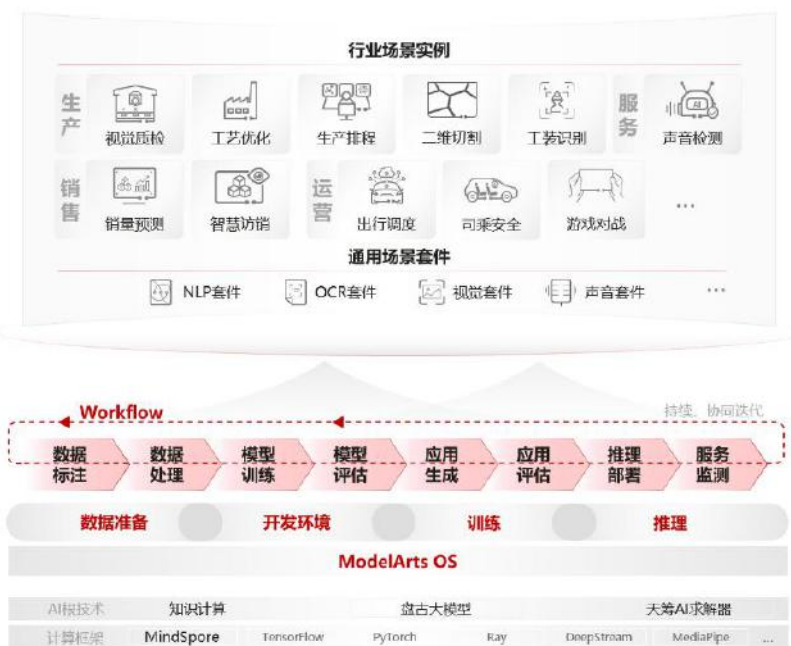 行业场景实例
生产 视觉质检 工艺优化 生产排程 二维切割 工装识别 服务 声音检测
销售 销量预测 智慧访销 运营 出行调度 司乘安全 游戏对战 ...
通用场景套件
NLP套件 OCR套件 视觉套件 声音套件 ...
Workflow 持续、协同迭代
数据标注 数据处理 模型训练 模型评估 应用生成 应用评估 推理部署 服务监测
数据准备 开发环境 训练 推理
ModelArts OS
AI根技术 知识计算 盘古大模型 天筹AI求解器
计算框架 MindSpore TensorFlow PyTorch Ray DeepStream MediaPipe ...